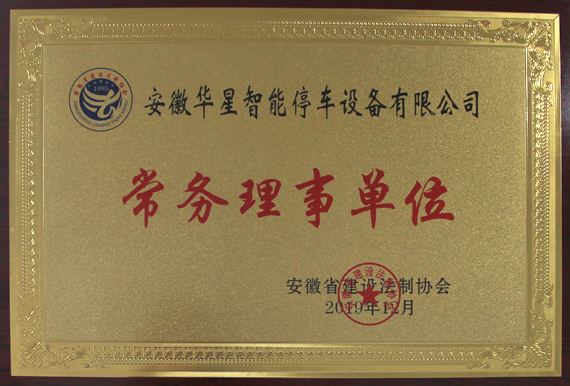 1995
安徽华星智能停车设备有限公司
常务理事单位
安徽省建设法制协会
2019年12月